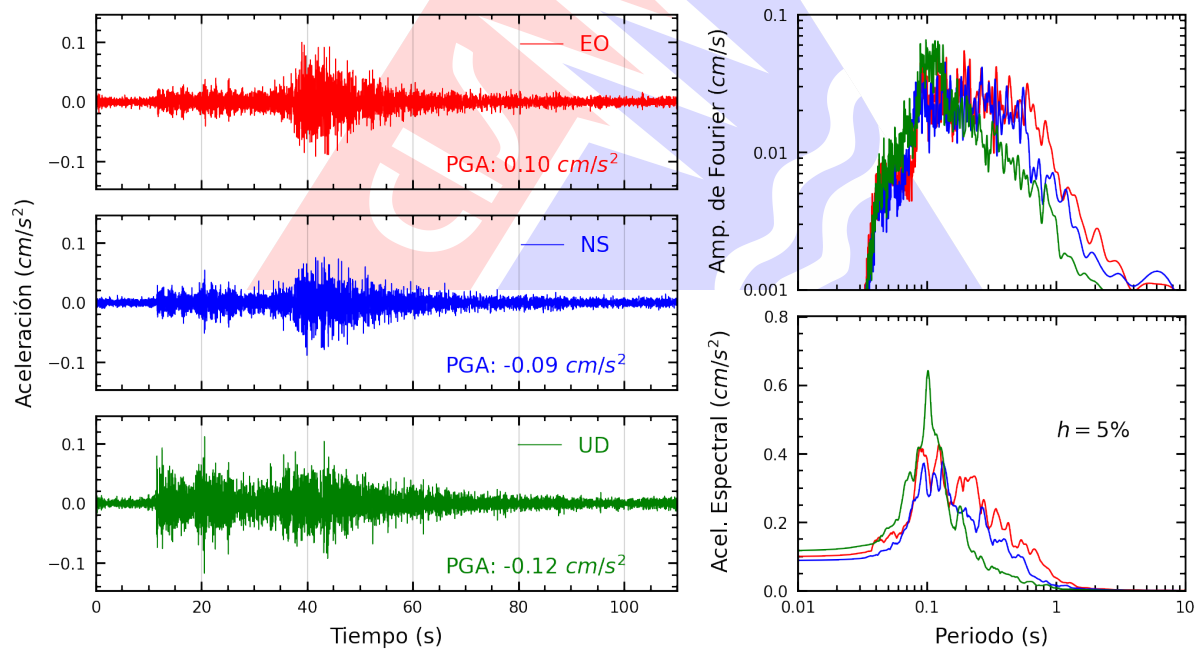 Aceleración (cm/s²)
0.1
0.0
−0.1
EO
PGA: 0.10 cm/s²
0.1
0.0
−0.1
NS
PGA: -0.09 cm/s²
0.1
0.0
−0.1
UD
PGA: -0.12 cm/s²
0 20 40 60 80 100
Tiempo (s)
Amp. de Fourier (cm/s)
0.1
0.01
0.001
Acel. Espectral (cm/s²)
0.8
0.6
0.4
0.2
0.0
h = 5%
0.01 0.1 1 10
Periodo (s)